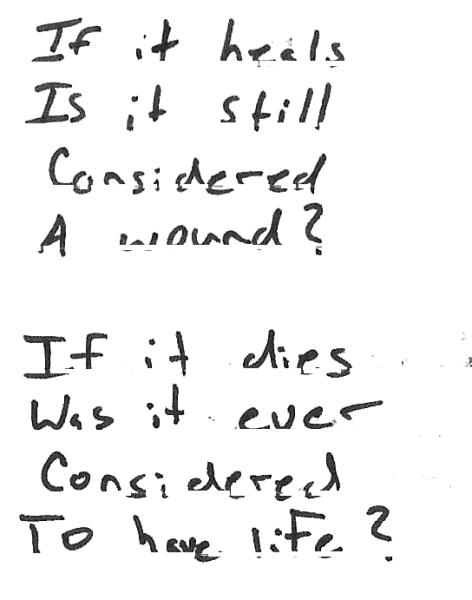 If it heals
Is it still
Considered
A wound?
If it dies
Was it ever
Considered
To have life?